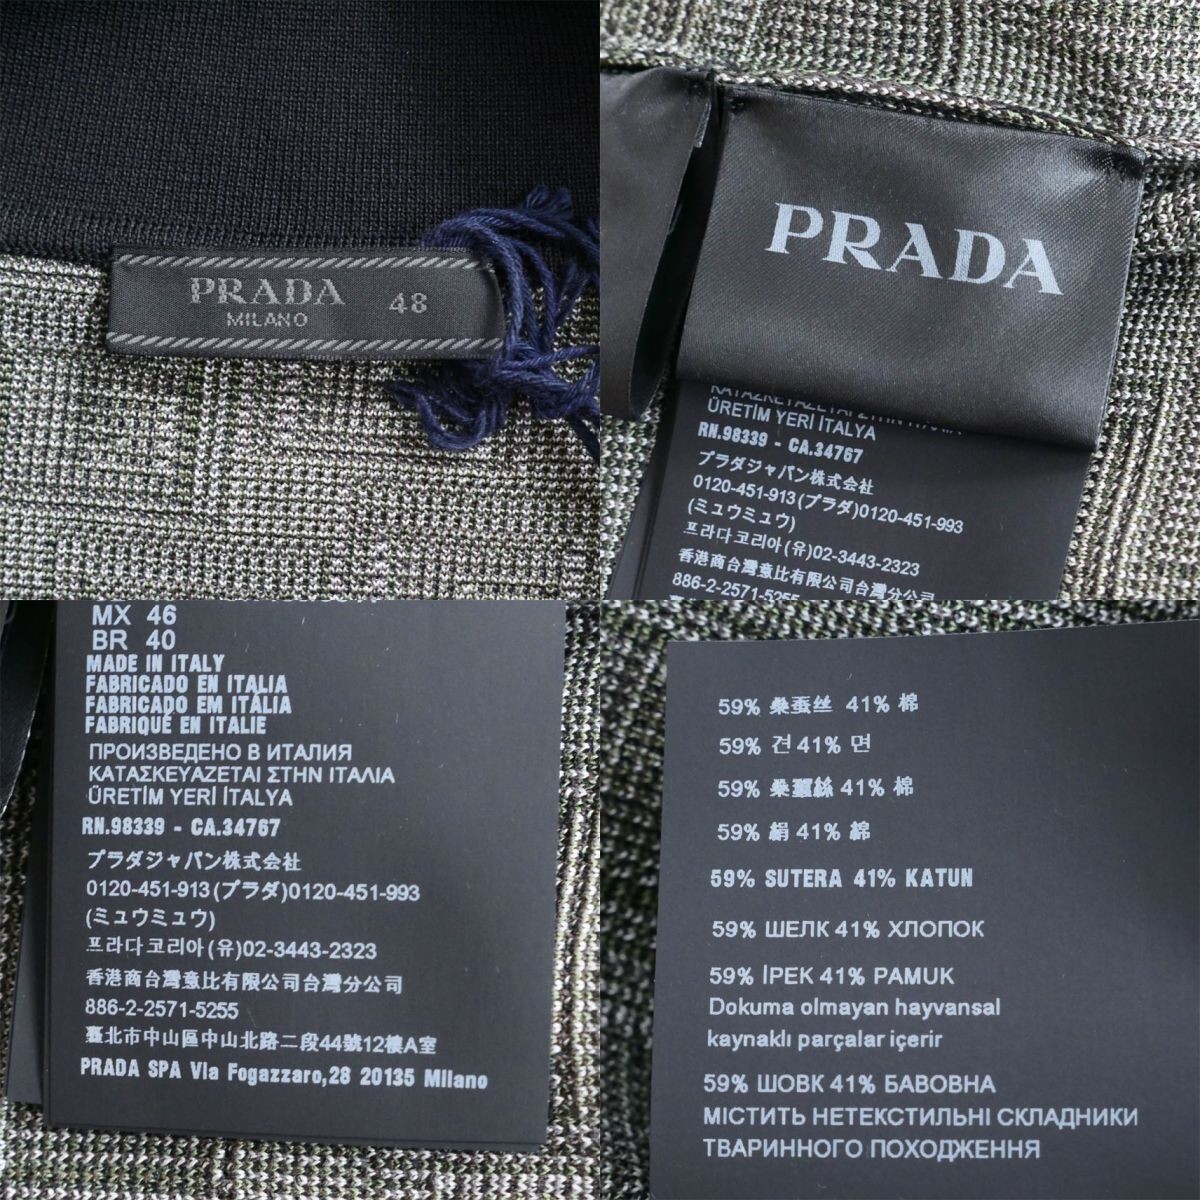 PRADA
MILANO
48
PRADA
ÜRETİM YERİ İTALYA
RN.98339 - CA.34767
プラダジャパン株式会社
0120-451-913(プラダ)0120-451-993
(ミュウミュウ)
프라다코리아(유)02-3443-2323
香港商台灣意比有限公司台灣分公司
886-2-2571-5255
MX 46
BR 40
MADE IN ITALY
FABRICADO EN ITALIA
FABRICADO EM ITÁLIA
FABRIQUÉ EN ITALIE
ПРОИЗВЕДЕНО В ИТАЛИЯ
ΚΑΤΑΣΚΕΥΑΖΕΤΑΙ ΣΤΗΝ ΙΤΑΛΙΑ
ÜRETİM YERİ İTALYA
RN.98339 - CA.34767
プラダジャパン株式会社
0120-451-913(プラダ)0120-451-993
(ミュウミュウ)
프라다코리아(유)02-3443-2323
香港商台灣意比有限公司台灣分公司
886-2-2571-5255
臺北市中山區中山北路二段44號12樓A室
PRADA SPA Via Fogazzaro,28 20135 Milano
59% 桑蚕丝 41% 棉
59% 견 41% 면
59% 桑蠶絲 41% 棉
59% 絹 41% 綿
59% SUTERA 41% KATUN
59% ШЕЛК 41% ХЛОПОК
59% İPEK 41% PAMUK
Dokuma olmayan hayvansal
kaynaklı parçalar içerir
59% ШОВК 41% БАВОВНА
МІСТИТЬ НЕТЕКСТИЛЬНІ СКЛАДНИКИ
ТВАРИННОГО ПОХОДЖЕННЯ